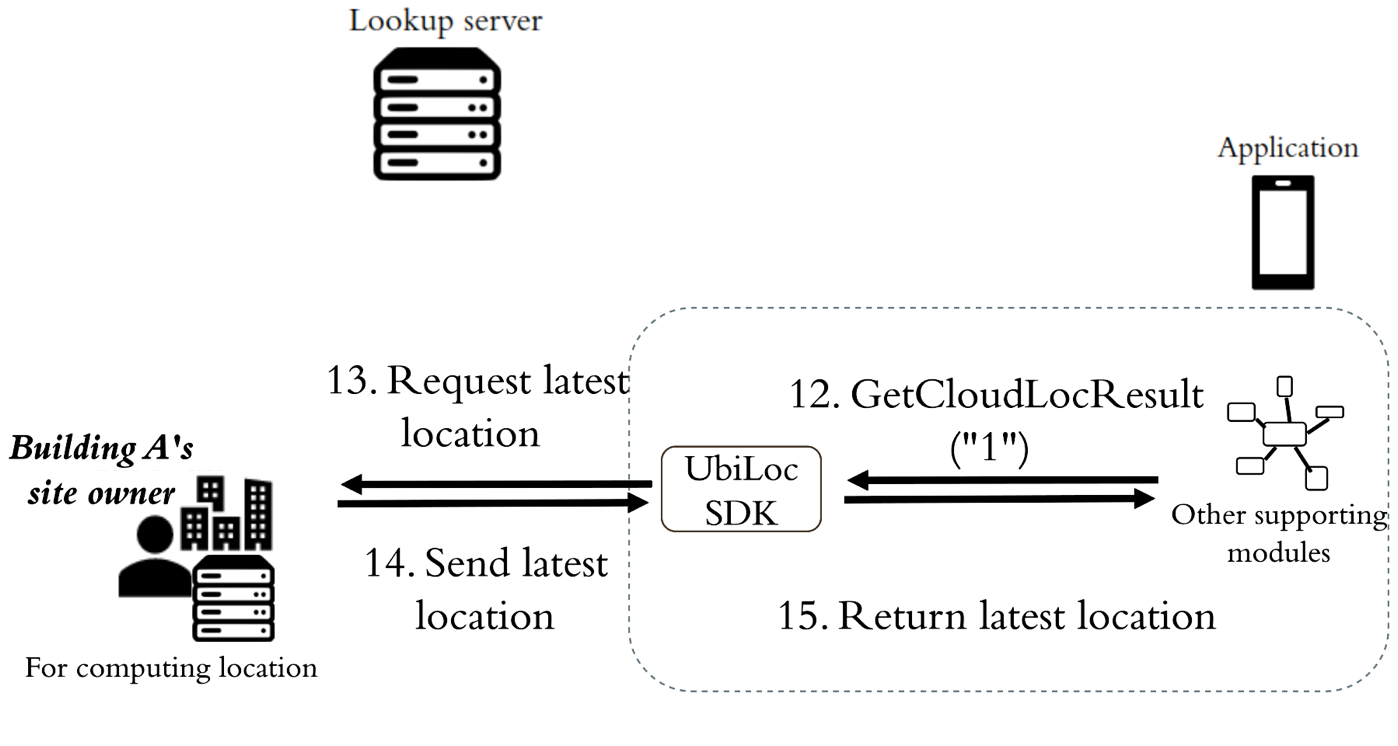 Lookup server
Application
13. Request latest
location
12. GetCloudLocResult
("1")
Building A's
site owner
UbiLoc
SDK
Other supporting
modules
14. Send latest
location
15. Return latest location
For computing location